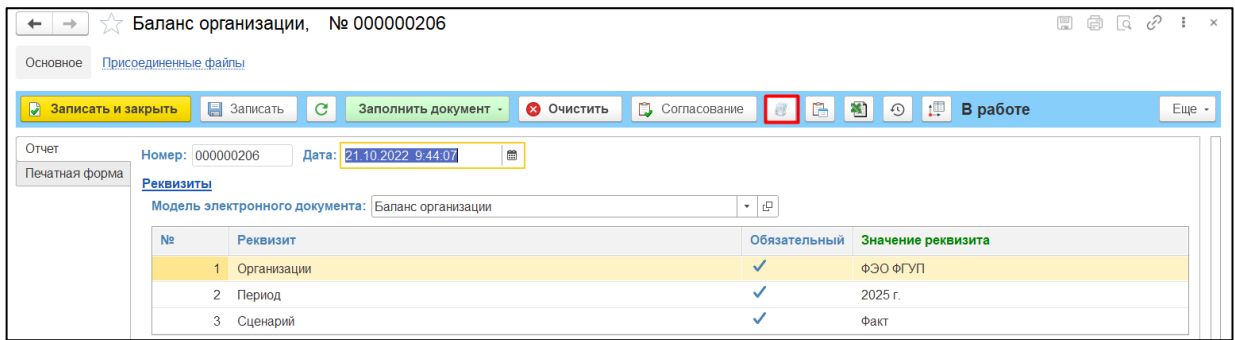 Баланс организации, № 000000206
Основное Присоединенные файлы
Записать и закрыть Записать Заполнить документ Очистить Согласование В работе Еще
Отчет
Печатная форма
Номер: 000000206 Дата: 21.10.2022 9:44:07
Реквизиты
Модель электронного документа: Баланс организации
№ Реквизит Обязательный Значение реквизита
1 Организации ФЭО ФГУП
2 Период 2025 г.
3 Сценарий Факт